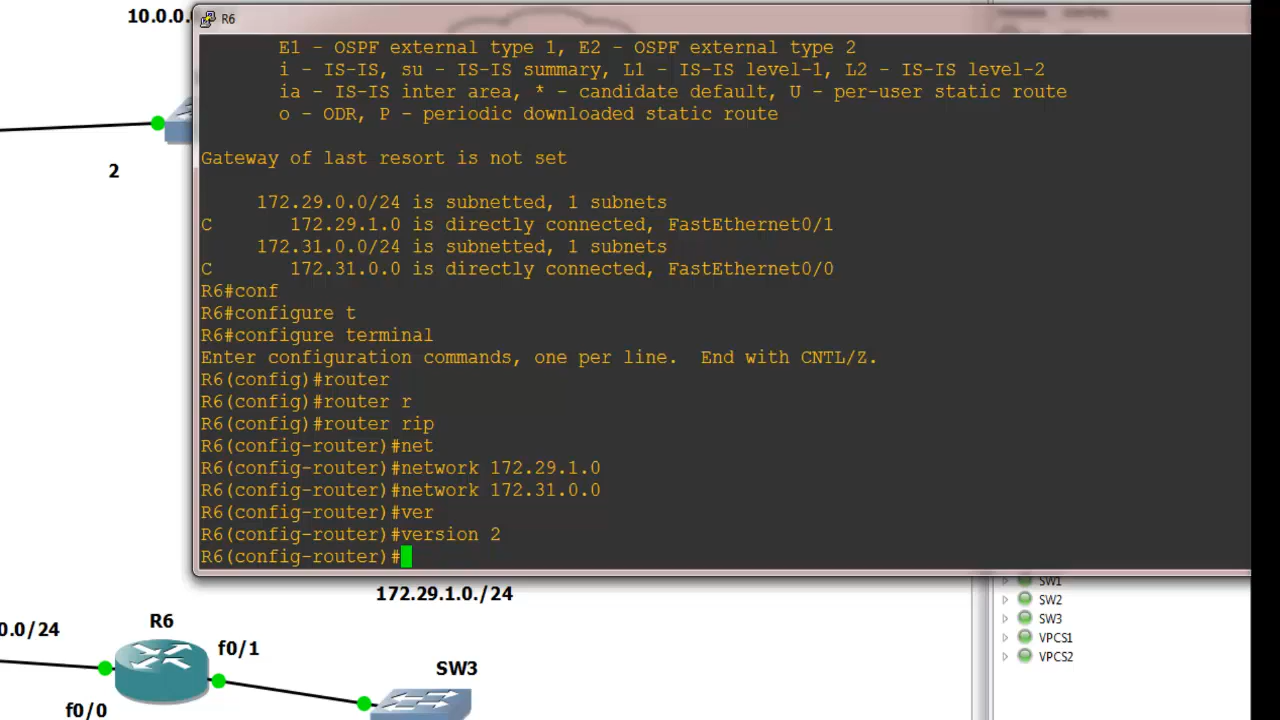 10.0.0.
R6
E1 - OSPF external type 1, E2 - OSPF external type 2
i - IS-IS, su - IS-IS summary, L1 - IS-IS level-1, L2 - IS-IS level-2
ia - IS-IS inter area, * - candidate default, U - per-user static route
o - ODR, P - periodic downloaded static route
2
Gateway of last resort is not set
172.29.0.0/24 is subnetted, 1 subnets
C 172.29.1.0 is directly connected, FastEthernet0/1
172.31.0.0/24 is subnetted, 1 subnets
C 172.31.0.0 is directly connected, FastEthernet0/0
R6#conf
R6#configure t
R6#configure terminal
Enter configuration commands, one per line. End with CNTL/Z.
R6(config)#router
R6(config)#router r
R6(config)#router rip
R6(config-router)#net
R6(config-router)#network 172.29.1.0
R6(config-router)#network 172.31.0.0
R6(config-router)#ver
R6(config-router)#version 2
R6(config-router)#
172.29.1.0./24
SW1
SW2
SW3
VPCS1
VPCS2
0.0/24
R6
f0/1
SW3
f0/0